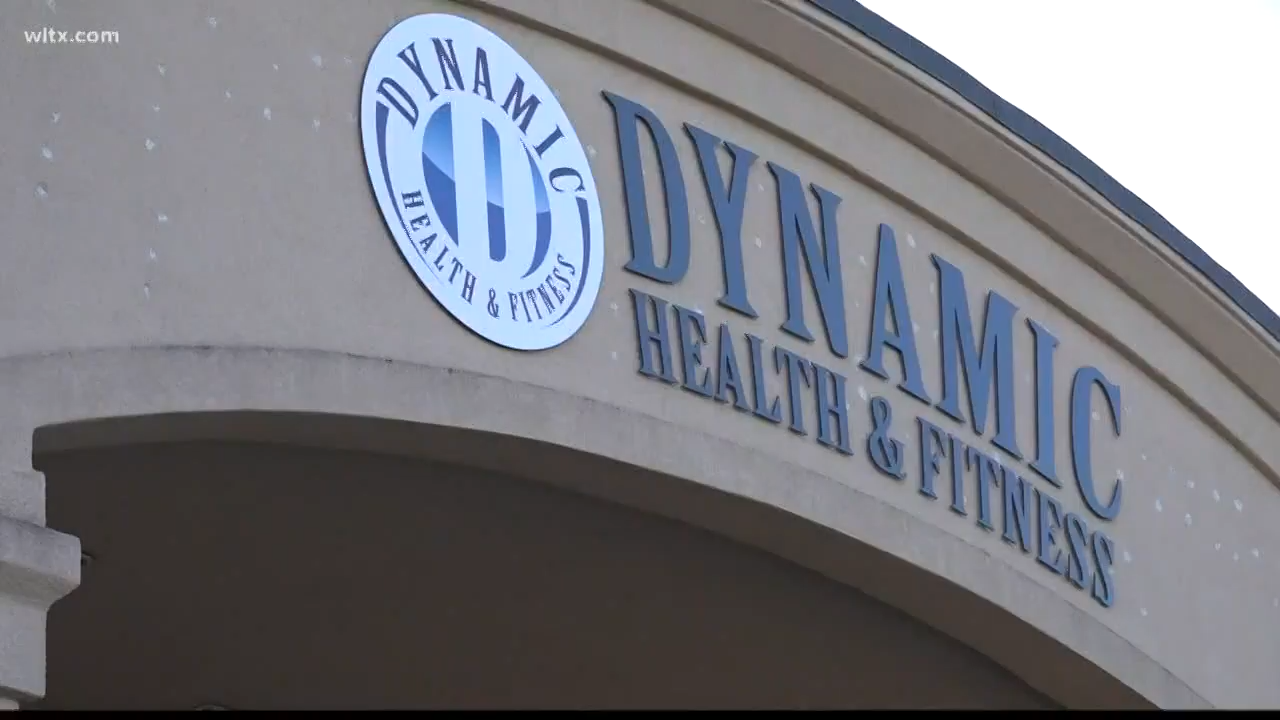 wltx.com
DYNAMIC
D
HEALTH & FITNESS
DYNAMIC
HEALTH & FITNESS